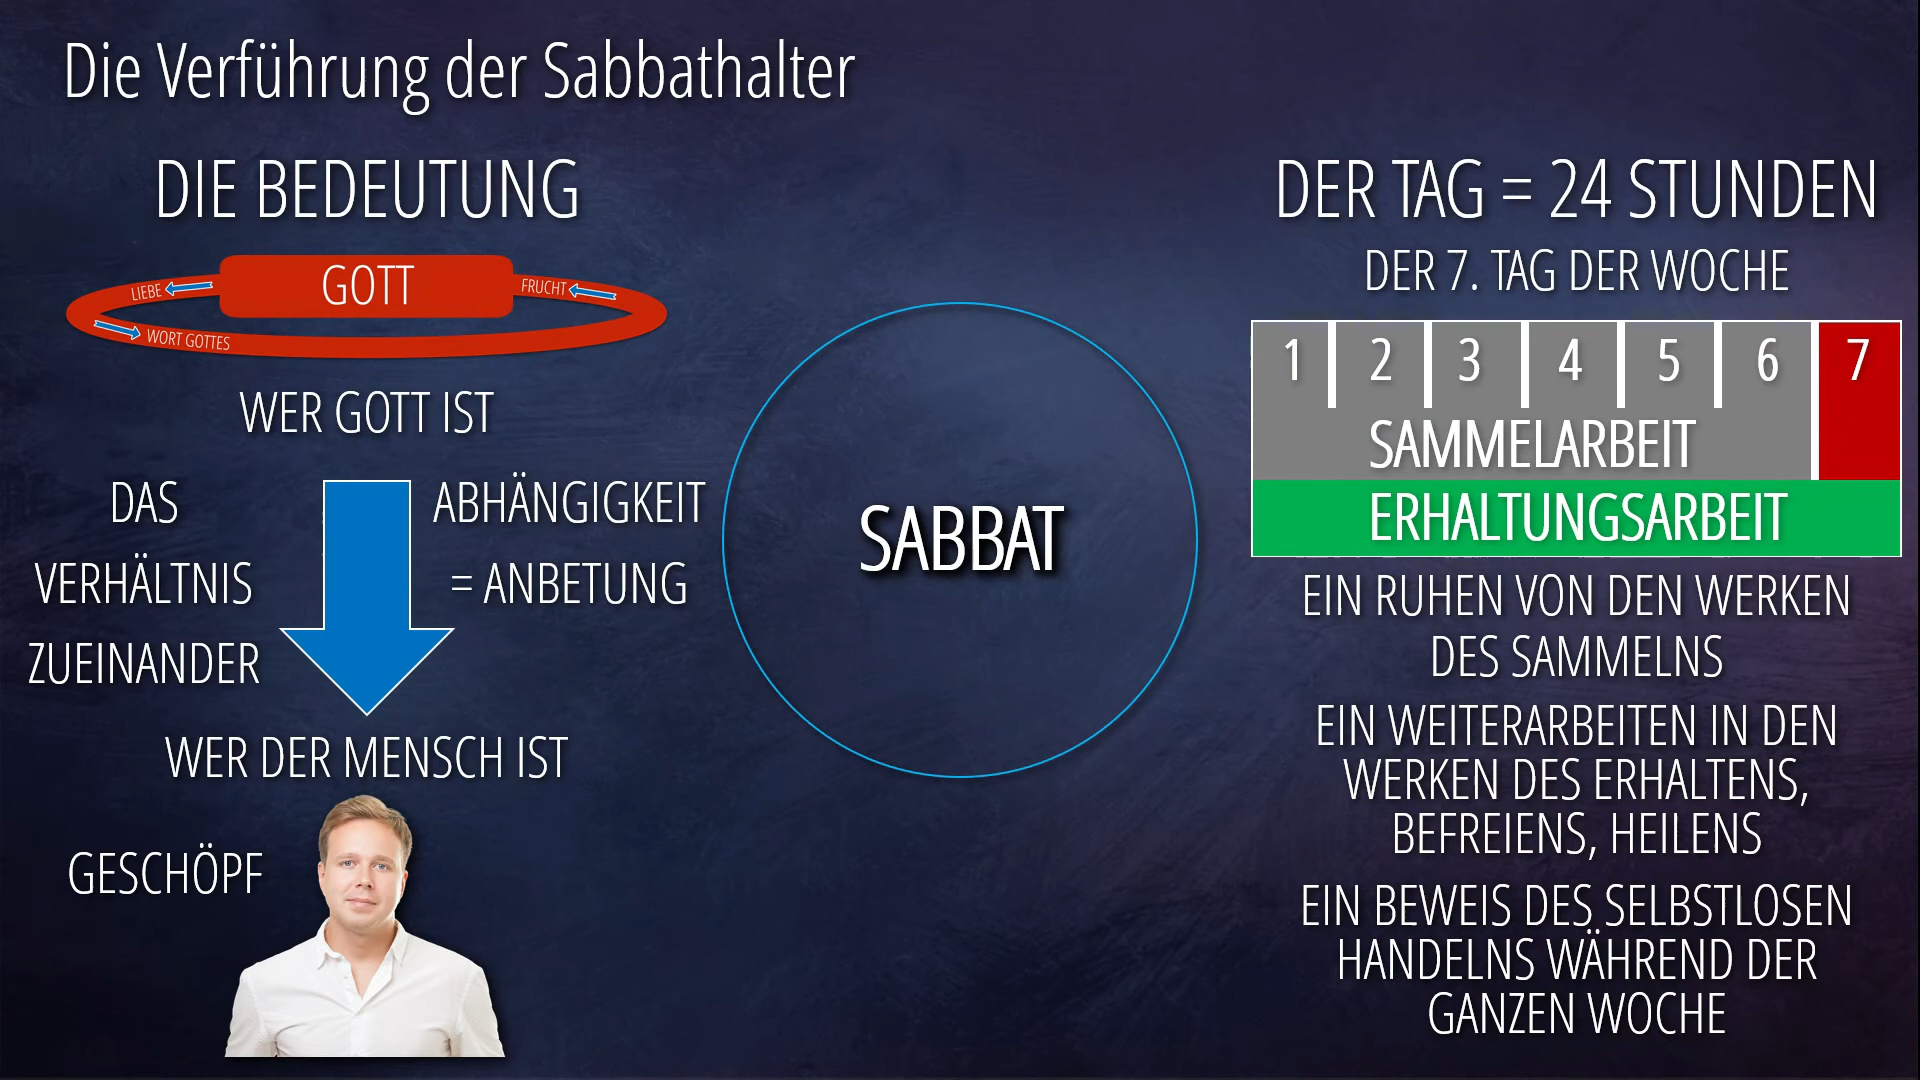 Die Verführung der Sabbathalter
DIE BEDEUTUNG
GOTT
LIEBE
FRUCHT
WORT GOTTES
WER GOTT IST
DAS
VERHÄLTNIS
ZUEINANDER
ABHÄNGIGKEIT
= ANBETUNG
WER DER MENSCH IST
GESCHÖPF
SABBAT
DER TAG = 24 STUNDEN
DER 7. TAG DER WOCHE
1 2 3 4 5 6 7
SAMMELARBEIT
ERHALTUNGSARBEIT
EIN RUHEN VON DEN WERKEN
DES SAMMELNS
EIN WEITERARBEITEN IN DEN
WERKEN DES ERHALTENS,
BEFREIENS, HEILENS
EIN BEWEIS DES SELBSTLOSEN
HANDELNS WÄHREND DER
GANZEN WOCHE